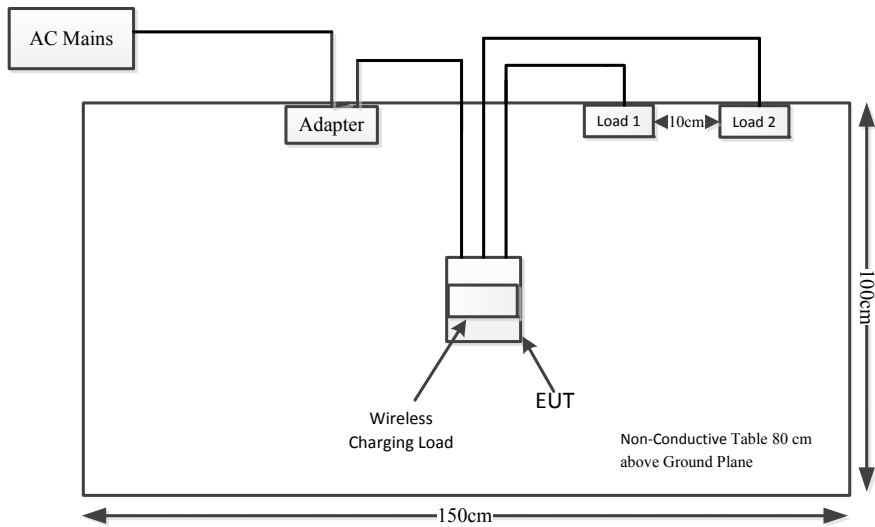 AC Mains
Adapter
Load 1
10cm
Load 2
100cm
Wireless
Charging Load
EUT
Non-Conductive Table 80 cm
above Ground Plane
150cm